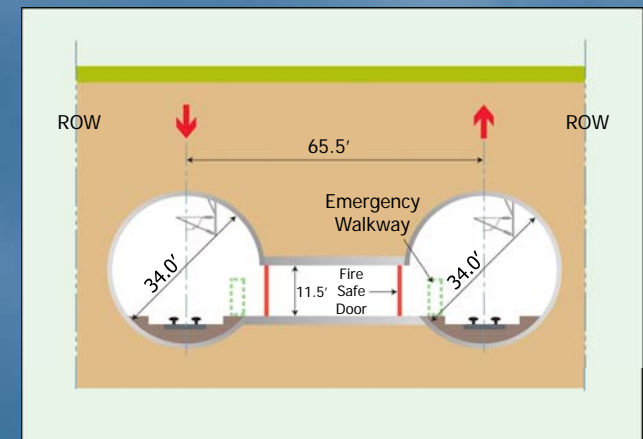 ROW
ROW
65.5′
Emergency
Walkway
34.0′
11.5′
Fire
Safe
Door
34.0′